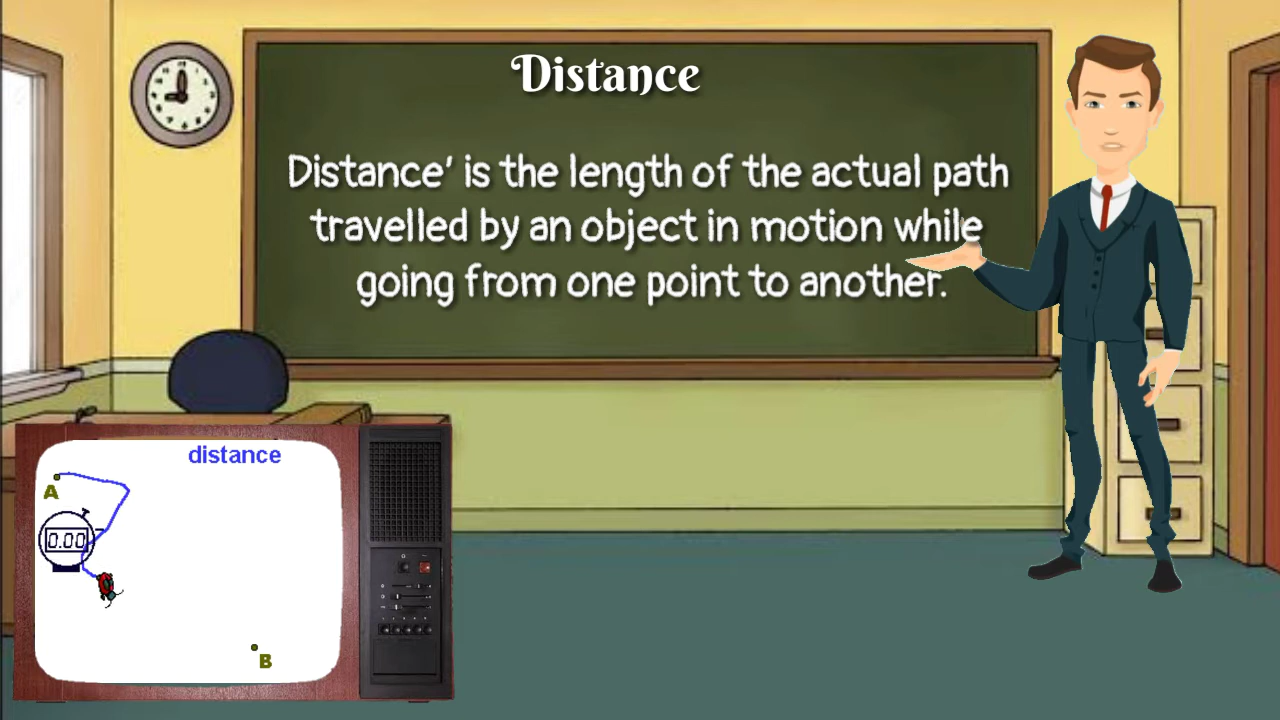 Distance
Distance' is the length of the actual path
travelled by an object in motion while
going from one point to another.
distance
A
0.00
B